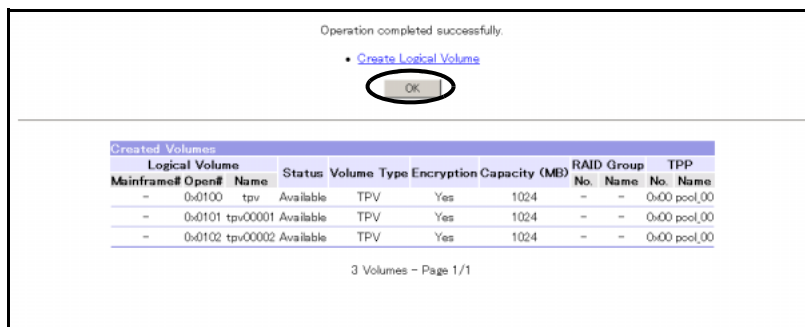 Operation completed successfully.
• Create Logical Volume
OK
Created Volumes
Logical Volume Status Volume Type Encryption Capacity (MB) RAID Group TPP
Mainframe# Open# Name No. Name No. Name
- 0x0100 tpv Available TPV Yes 1024 - - 0x00 pool_00
- 0x0101 tpv00001 Available TPV Yes 1024 - - 0x00 pool_00
- 0x0102 tpv00002 Available TPV Yes 1024 - - 0x00 pool_00
3 Volumes - Page 1/1